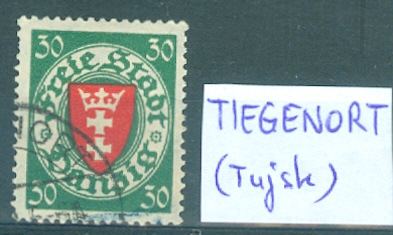 30 30
Freie Stadt
Danzig
30 30
TIEGENORT
(Tujsk)